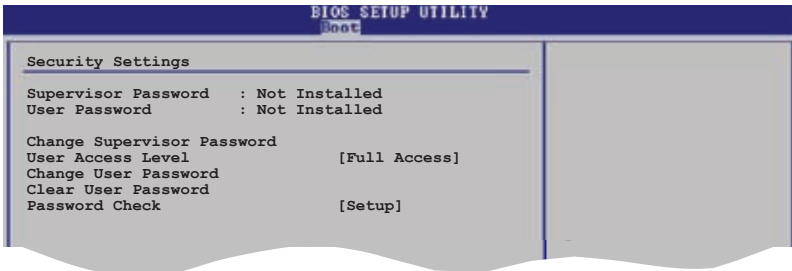 BIOS SETUP UTILITY
Boot
Security Settings
Supervisor Password : Not Installed
User Password : Not Installed
Change Supervisor Password
User Access Level [Full Access]
Change User Password
Clear User Password
Password Check [Setup]